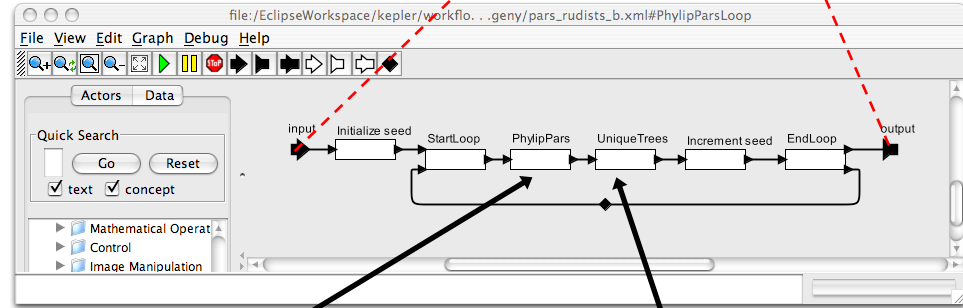 file:/EclipseWorkspace/kepler/workflo. . .geny/pars_rudists_b.xml#PhylipParsLoop
File View Edit Graph Debug Help
STOP
Actors Data
Quick Search
Go Reset
text concept
Mathematical Operat
Control
Image Manipulation
input Initialize seed StartLoop PhylipPars UniqueTrees Increment seed EndLoop output